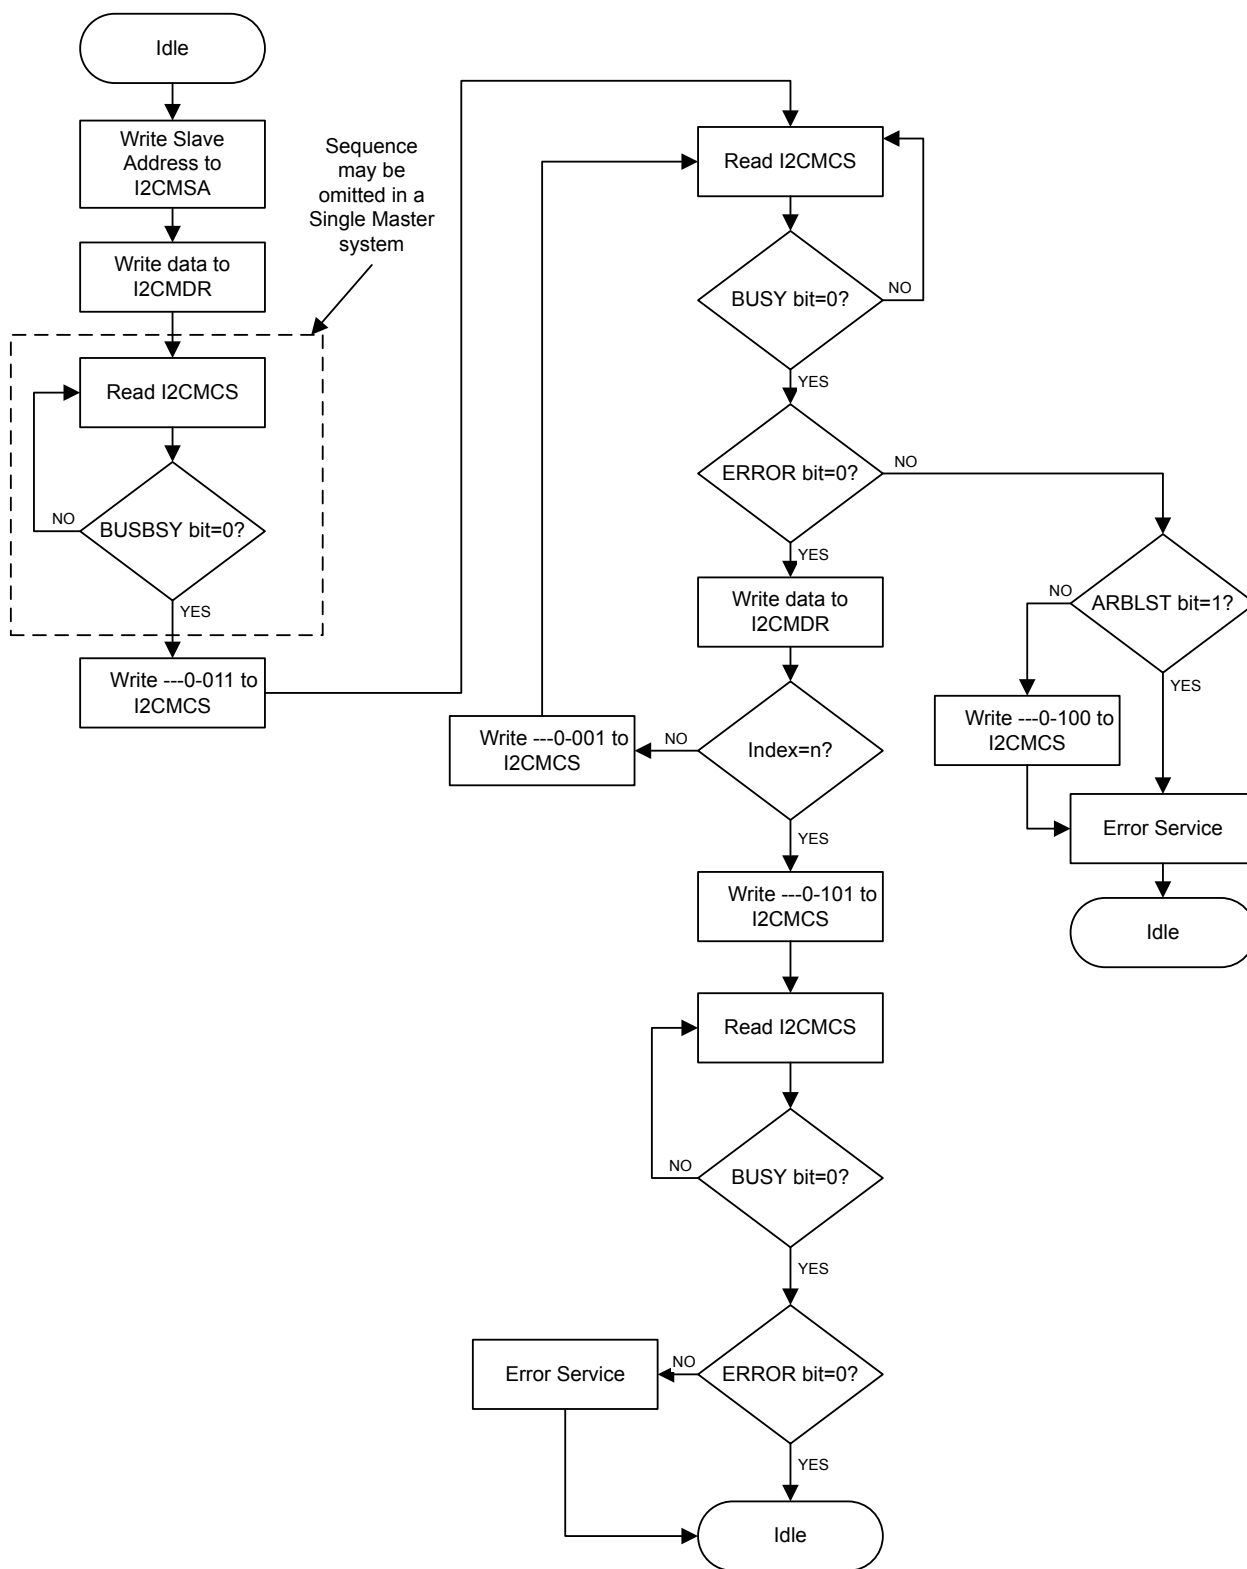 Idle
Write Slave
Address to
I2CMSA
Write data to
I2CMDR
Sequence
may be
omitted in a
Single Master
system
Read I2CMCS
BUSBSY bit=0?
NO
YES
Write ---0-011 to
I2CMCS
Read I2CMCS
BUSY bit=0?
NO
YES
ERROR bit=0?
NO
YES
Write data to
I2CMDR
Index=n?
NO
Write ---0-001 to
I2CMCS
YES
Write ---0-101 to
I2CMCS
Read I2CMCS
BUSY bit=0?
NO
YES
ERROR bit=0?
NO
Error Service
YES
Idle
ARBLST bit=1?
NO
YES
Write ---0-100 to
I2CMCS
Error Service
Idle